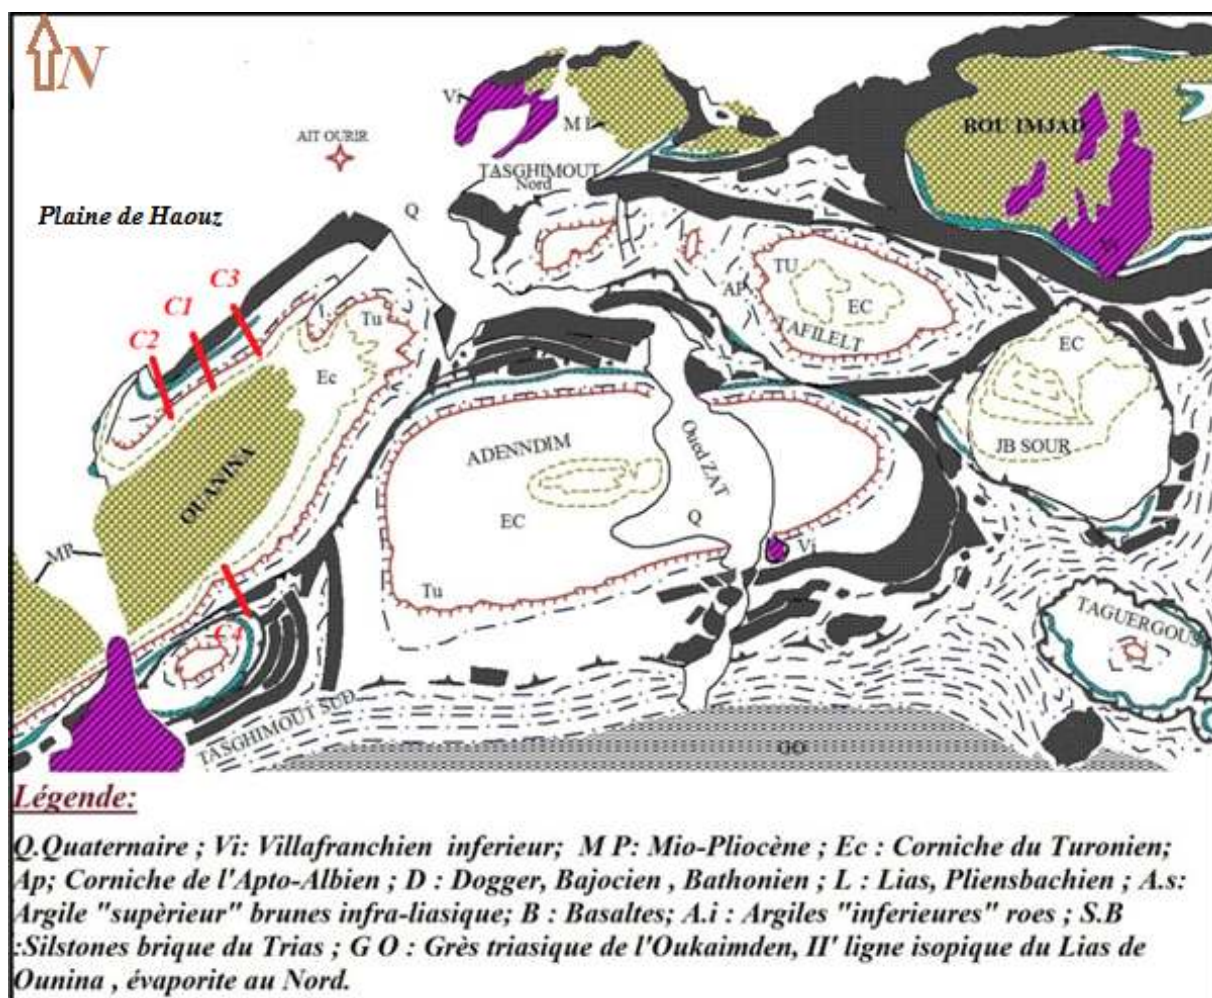 N
Vi
M P
BOU IMJAD
AIT OURIR
TASGHIMOUT
Nord
Q
Plaine de Haouz
C3
C1
C2
TU
AP
EC
TAFILELT
Tu
Ec
EC
JB SOUR
ADENNDIM
Oued ZAT
OUANINA
EC
Q
Vi
MP
Tu
TAGUERGOUS
C4
TASGHIMOUT SUD
GO
Légende:
Q.Quaternaire ; Vi: Villafranchien inferieur; M P: Mio-Pliocène ; Ec : Corniche du Turonien;
Ap; Corniche de l'Apto-Albien ; D : Dogger, Bajocien , Bathonien ; L : Lias, Pliensbachien ; A.s:
Argile "supèrieur" brunes infra-liasique; B : Basaltes; A.i : Argiles "inferieures" roes ; S.B
:Silstones brique du Trias ; G O : Grès triasique de l'Oukaimden, II' ligne isopique du Lias de
Ounina , évaporite au Nord.